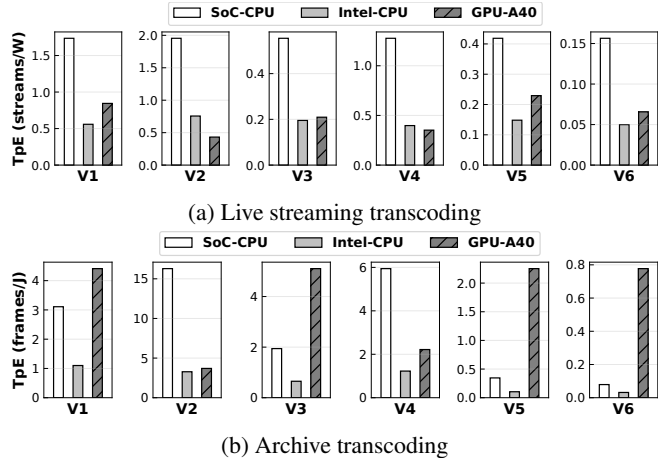 SoC-CPU Intel-CPU GPU-A40
TpE (streams/W)
1.5
1.0
0.5
0.0
V1
2.0
1.5
1.0
0.5
0.0
V2
0.4
0.2
0.0
V3
1.0
0.5
0.0
V4
0.4
0.3
0.2
0.1
0.0
V5
0.15
0.10
0.05
0.00
V6
(a) Live streaming transcoding
SoC-CPU Intel-CPU GPU-A40
TpE (frames/J)
4
3
2
1
0
V1
15
10
5
0
V2
4
2
0
V3
6
4
2
0
V4
2.0
1.5
1.0
0.5
0.0
V5
0.8
0.6
0.4
0.2
0.0
V6
(b) Archive transcoding